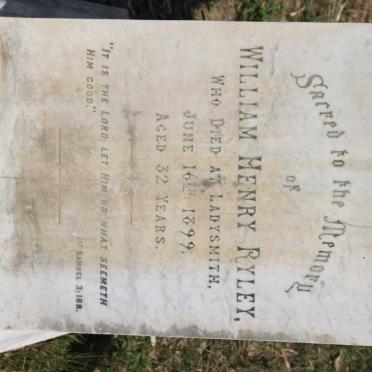 Sacred to the Memory
of
WILLIAM HENRY RYLEY,
WHO DIED AT LADYSMITH,
JUNE 16TH 1899,
AGED 32 YEARS.
"IT IS THE LORD, LET HIM DO WHAT SEEMETH
HIM GOOD."
1ST SAMUEL 3:18B.